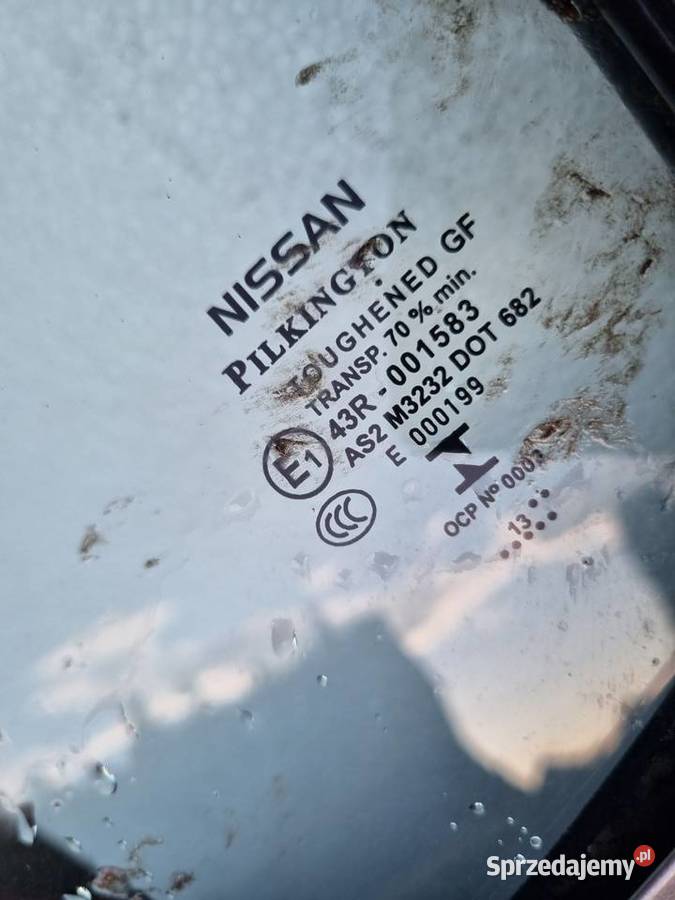 NISSAN
PILKINGTON
TOUGHENED GF
TRANSP. 70 % min.
43R - 001583
E1
AS2 M3232 DOT 682
E 000199
CCC
OCP Nº 000
13
Sprzedajemy.pl